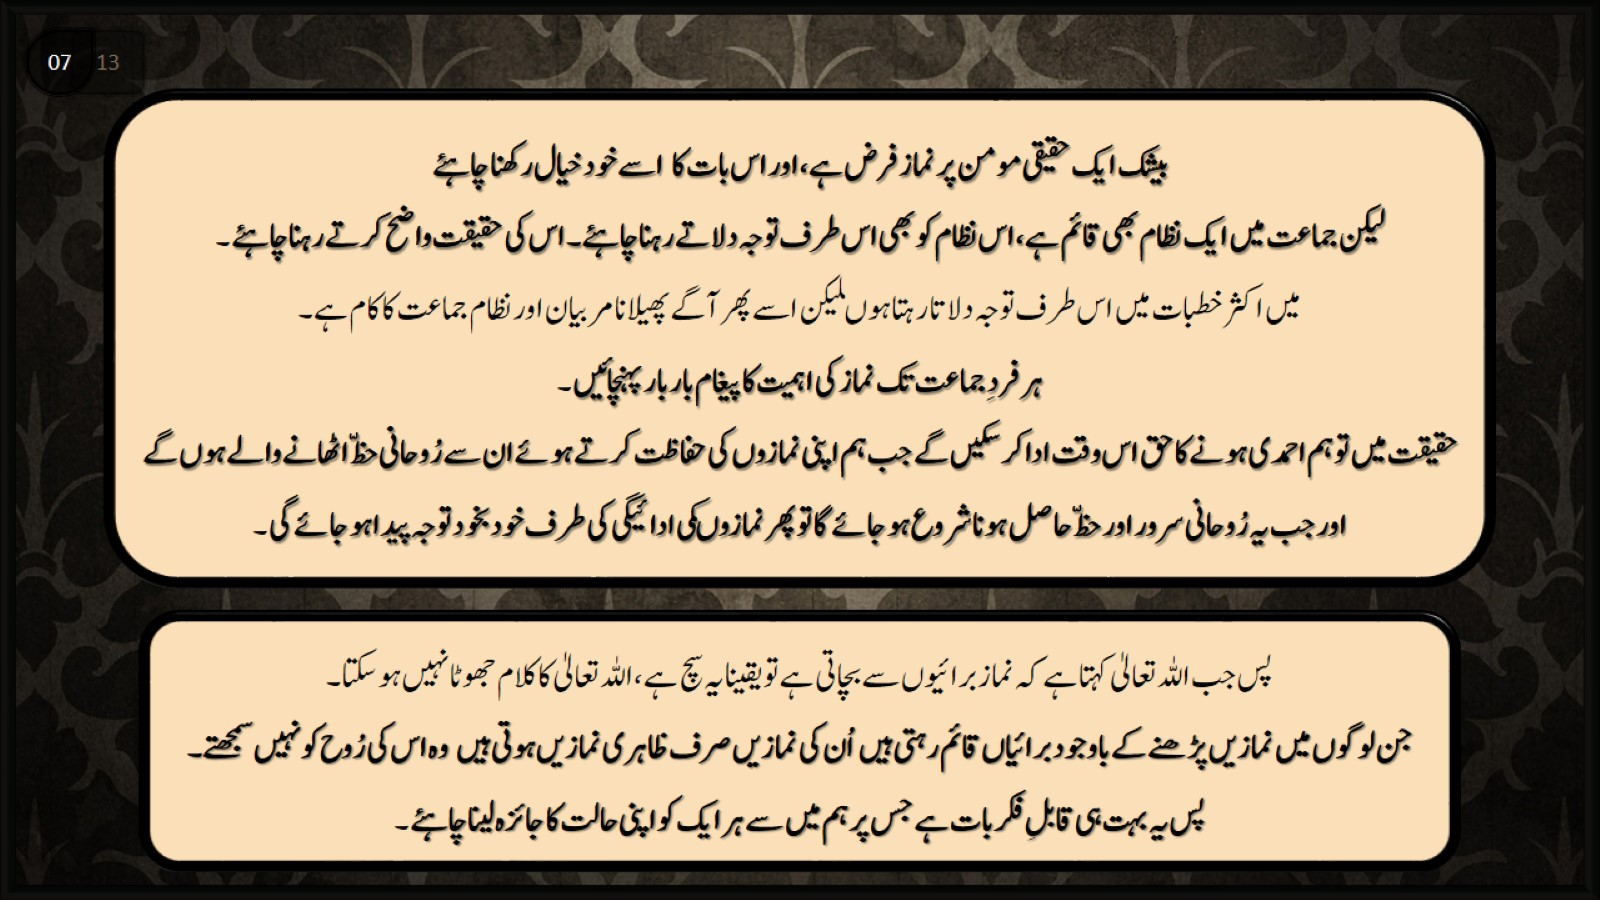 07 13
بیشک ایک حقیقی مومن پر نماز فرض ہے، اور اس بات کا اسے خود خیال رکھنا چاہئے
لیکن جماعت میں ایک نظام بھی قائم ہے، اس نظام کو بھی اس طرف توجہ دلاتے رہنا چاہئے۔ اس کی حقیقت واضح کرتے رہنا چاہئے۔
میں اکثر خطبات میں اس طرف توجہ دلاتا رہتا ہوں لیکن اسے پھر آگے پھیلانا مربیان اور نظام جماعت کا کام ہے۔
ہر فردِ جماعت تک نماز کی اہمیت کا پیغام بار بار پہنچائیں۔
حقیقت میں تو ہم احمدی ہونے کا حق اس وقت ادا کر سکیں گے جب ہم اپنی نمازوں کی حفاظت کرتے ہوئے ان سے رُوحانی حظّ اٹھانے والے ہوں گے
اور جب یہ رُوحانی سرور اور حظّ حاصل ہونا شروع ہو جائے گا تو پھر نمازوں کی ادائیگی کی طرف خود بخود توجہ پیدا ہو جائے گی۔
پس جب اللہ تعالیٰ کہتا ہے کہ نماز برائیوں سے بچاتی ہے تو یقینا یہ سچ ہے، اللہ تعالیٰ کا کلام جھوٹا نہیں ہو سکتا۔
جن لوگوں میں نمازیں پڑھنے کے باوجود برائیاں قائم رہتی ہیں اُن کی نمازیں صرف ظاہری نمازیں ہوتی ہیں وہ اس کی رُوح کو نہیں سمجھتے۔
پس یہ بہت ہی قابلِ فکر بات ہے جس پر ہم میں سے ہر ایک کو اپنی حالت کا جائزہ لینا چاہئے۔